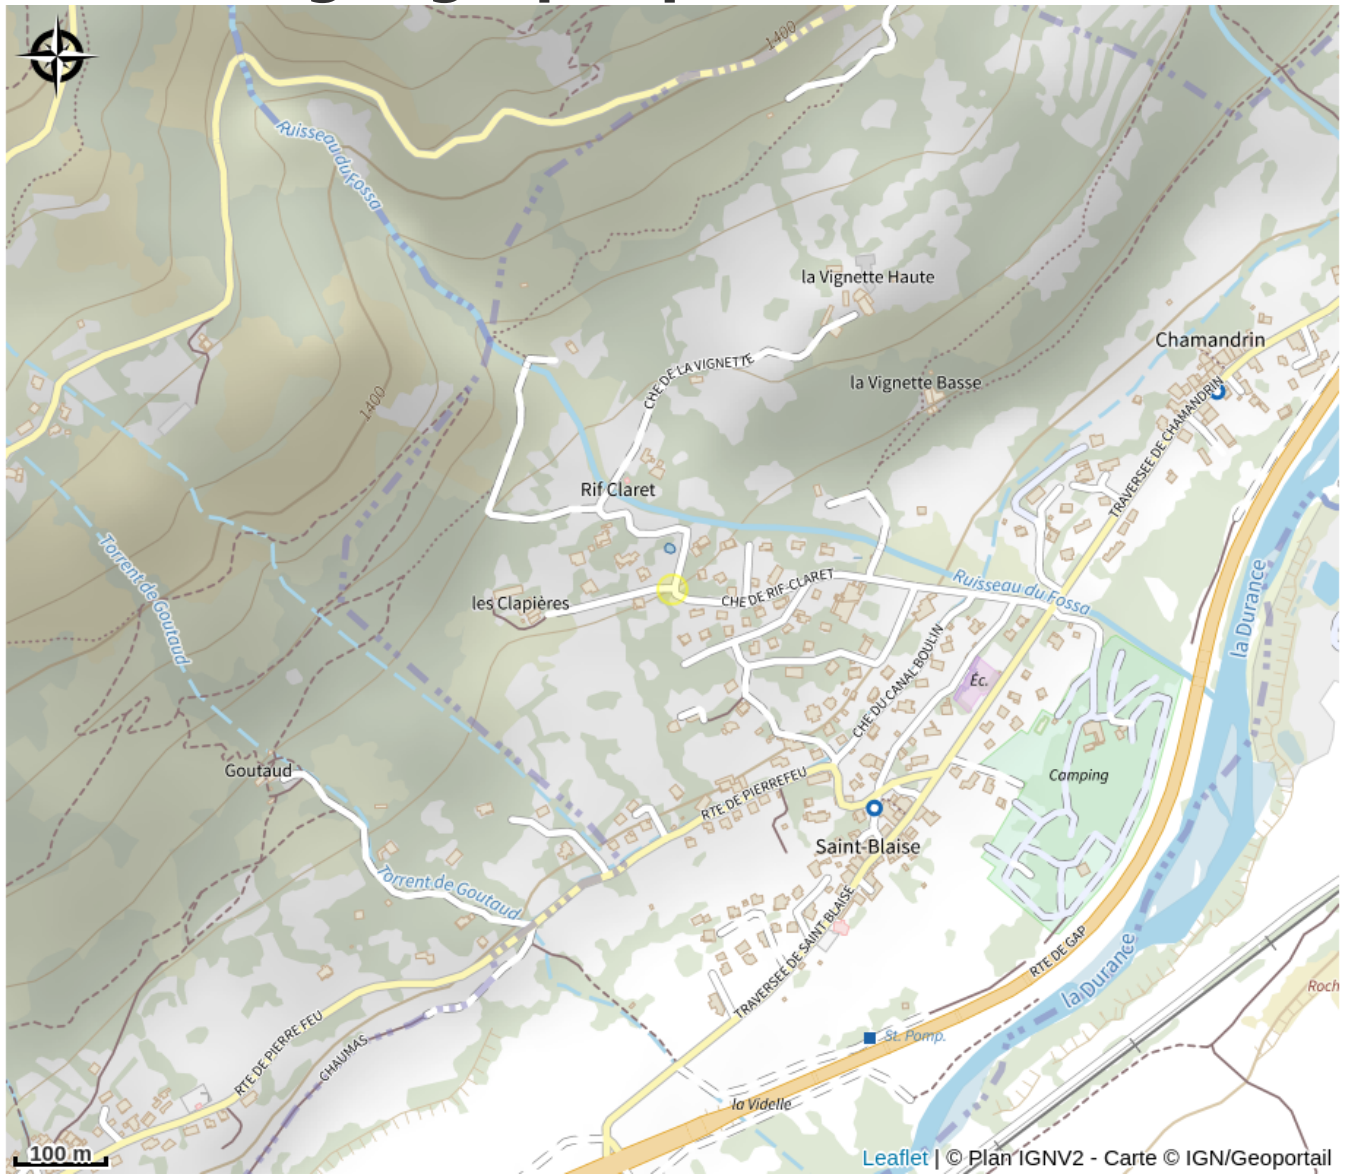 1400
Ruisseau du Fossa
la Vignette Haute
Chamandrin
CHE DE LA VIGNETTE
la Vignette Basse
1400
TRAVERSEE DE CHAMANDRIN
Rif Claret
Torrent de Goutaud
les Clapières
CHE DE RIF-CLARET
Ruisseau du Fossa
la Durance
CHE DU CANAL BOULIN
Éc.
Goutaud
Camping
RTE DE PIERREFEU
Saint-Blaise
Torrent de Goutaud
TRAVERSEE DE SAINT BLAISE
RTE DE GAP
la Durance
Roch
RTE DE PIERRE FEU
CHAUMAS
St. Pomp.
la Videlle
100 m
Leaflet | © Plan IGNV2 - Carte © IGN/Geoportail